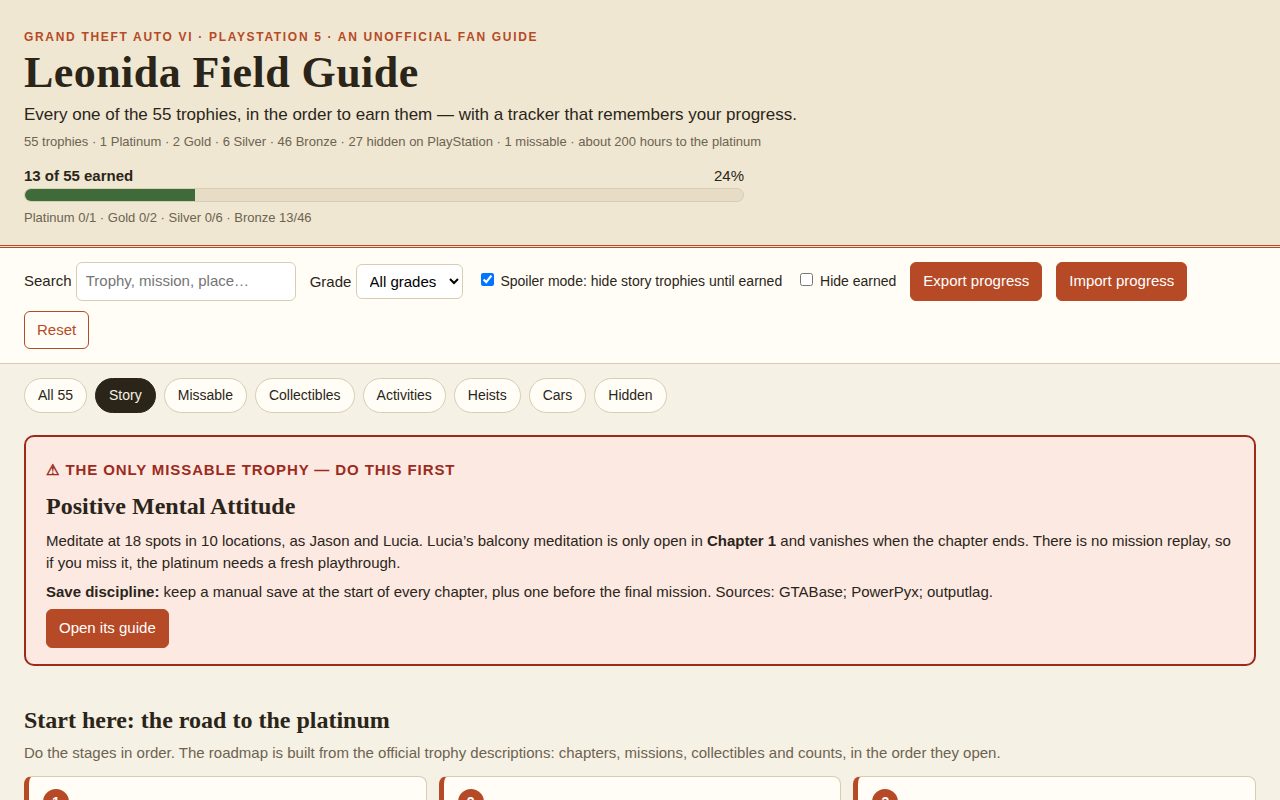 GRAND THEFT AUTO VI · PLAYSTATION 5 · AN UNOFFICIAL FAN GUIDE
Leonida Field Guide
Every one of the 55 trophies, in the order to earn them — with a tracker that remembers your progress.
55 trophies · 1 Platinum · 2 Gold · 6 Silver · 46 Bronze · 27 hidden on PlayStation · 1 missable · about 200 hours to the platinum
13 of 55 earned 24%
Platinum 0/1 · Gold 0/2 · Silver 0/6 · Bronze 13/46
Search Trophy, mission, place… Grade All grades Spoiler mode: hide story trophies until earned Hide earned Export progress Import progress
Reset
All 55 Story Missable Collectibles Activities Heists Cars Hidden
⚠ THE ONLY MISSABLE TROPHY — DO THIS FIRST
Positive Mental Attitude
Meditate at 18 spots in 10 locations, as Jason and Lucia. Lucia’s balcony meditation is only open in Chapter 1 and vanishes when the chapter ends. There is no mission replay, so
if you miss it, the platinum needs a fresh playthrough.
Save discipline: keep a manual save at the start of every chapter, plus one before the final mission. Sources: GTABase; PowerPyx; outputlag.
Open its guide
Start here: the road to the platinum
Do the stages in order. The roadmap is built from the official trophy descriptions: chapters, missions, collectibles and counts, in the order they open.
1 2 3